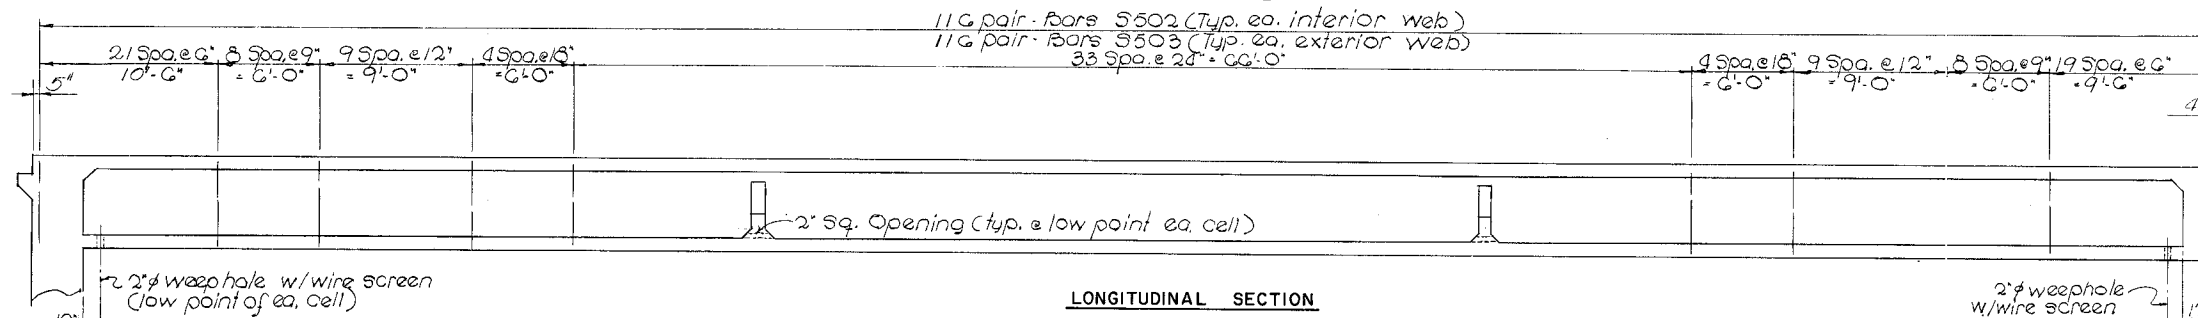 116 pair - Bars S502 (Typ. ea. interior web)
116 pair - Bars S503 (Typ. ea. exterior web)
21 Spa. @ 6"
10'-6"
8 Spa. @ 9"
= 6'-0"
9 Spa. @ 12"
= 9'-0"
4 Spa. @ 18"
= 6'-0"
33 Spa. @ 24" = 66'-0"
4 Spa. @ 18"
= 6'-0"
9 Spa. @ 12"
= 9'-0"
8 Spa. @ 9"
= 6'-0"
19 Spa. @ 6"
= 9'-6"
5"
4
2" Sq. Opening (typ. @ low point ea. cell)
2"φ weephole w/wire screen
(low point of ea. cell)
LONGITUDINAL SECTION
2"φ weephole
w/wire screen